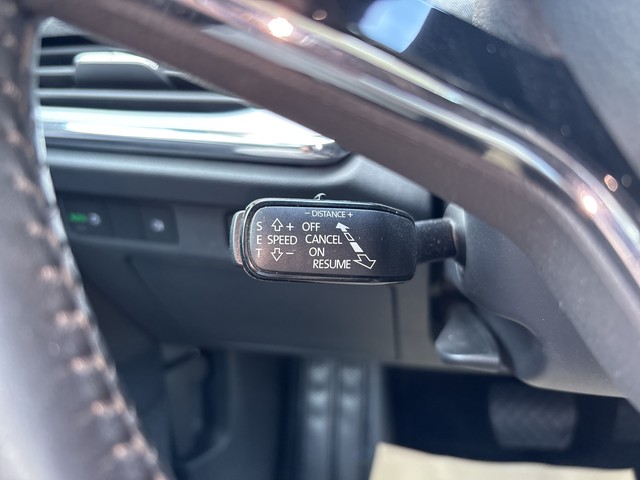 − DISTANCE +
S ⇧ + OFF
E SPEED CANCEL
T ⇩ − ON
RESUME